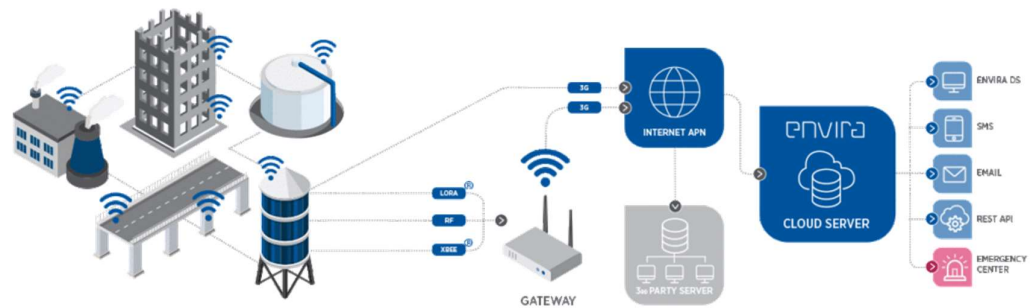 3G
3G
INTERNET APN
LORA®
RF
XBEE®
GATEWAY
3RD PARTY SERVER
envira
CLOUD SERVER
ENVIRA DS
SMS
EMAIL
REST API
EMERGENCY
CENTER